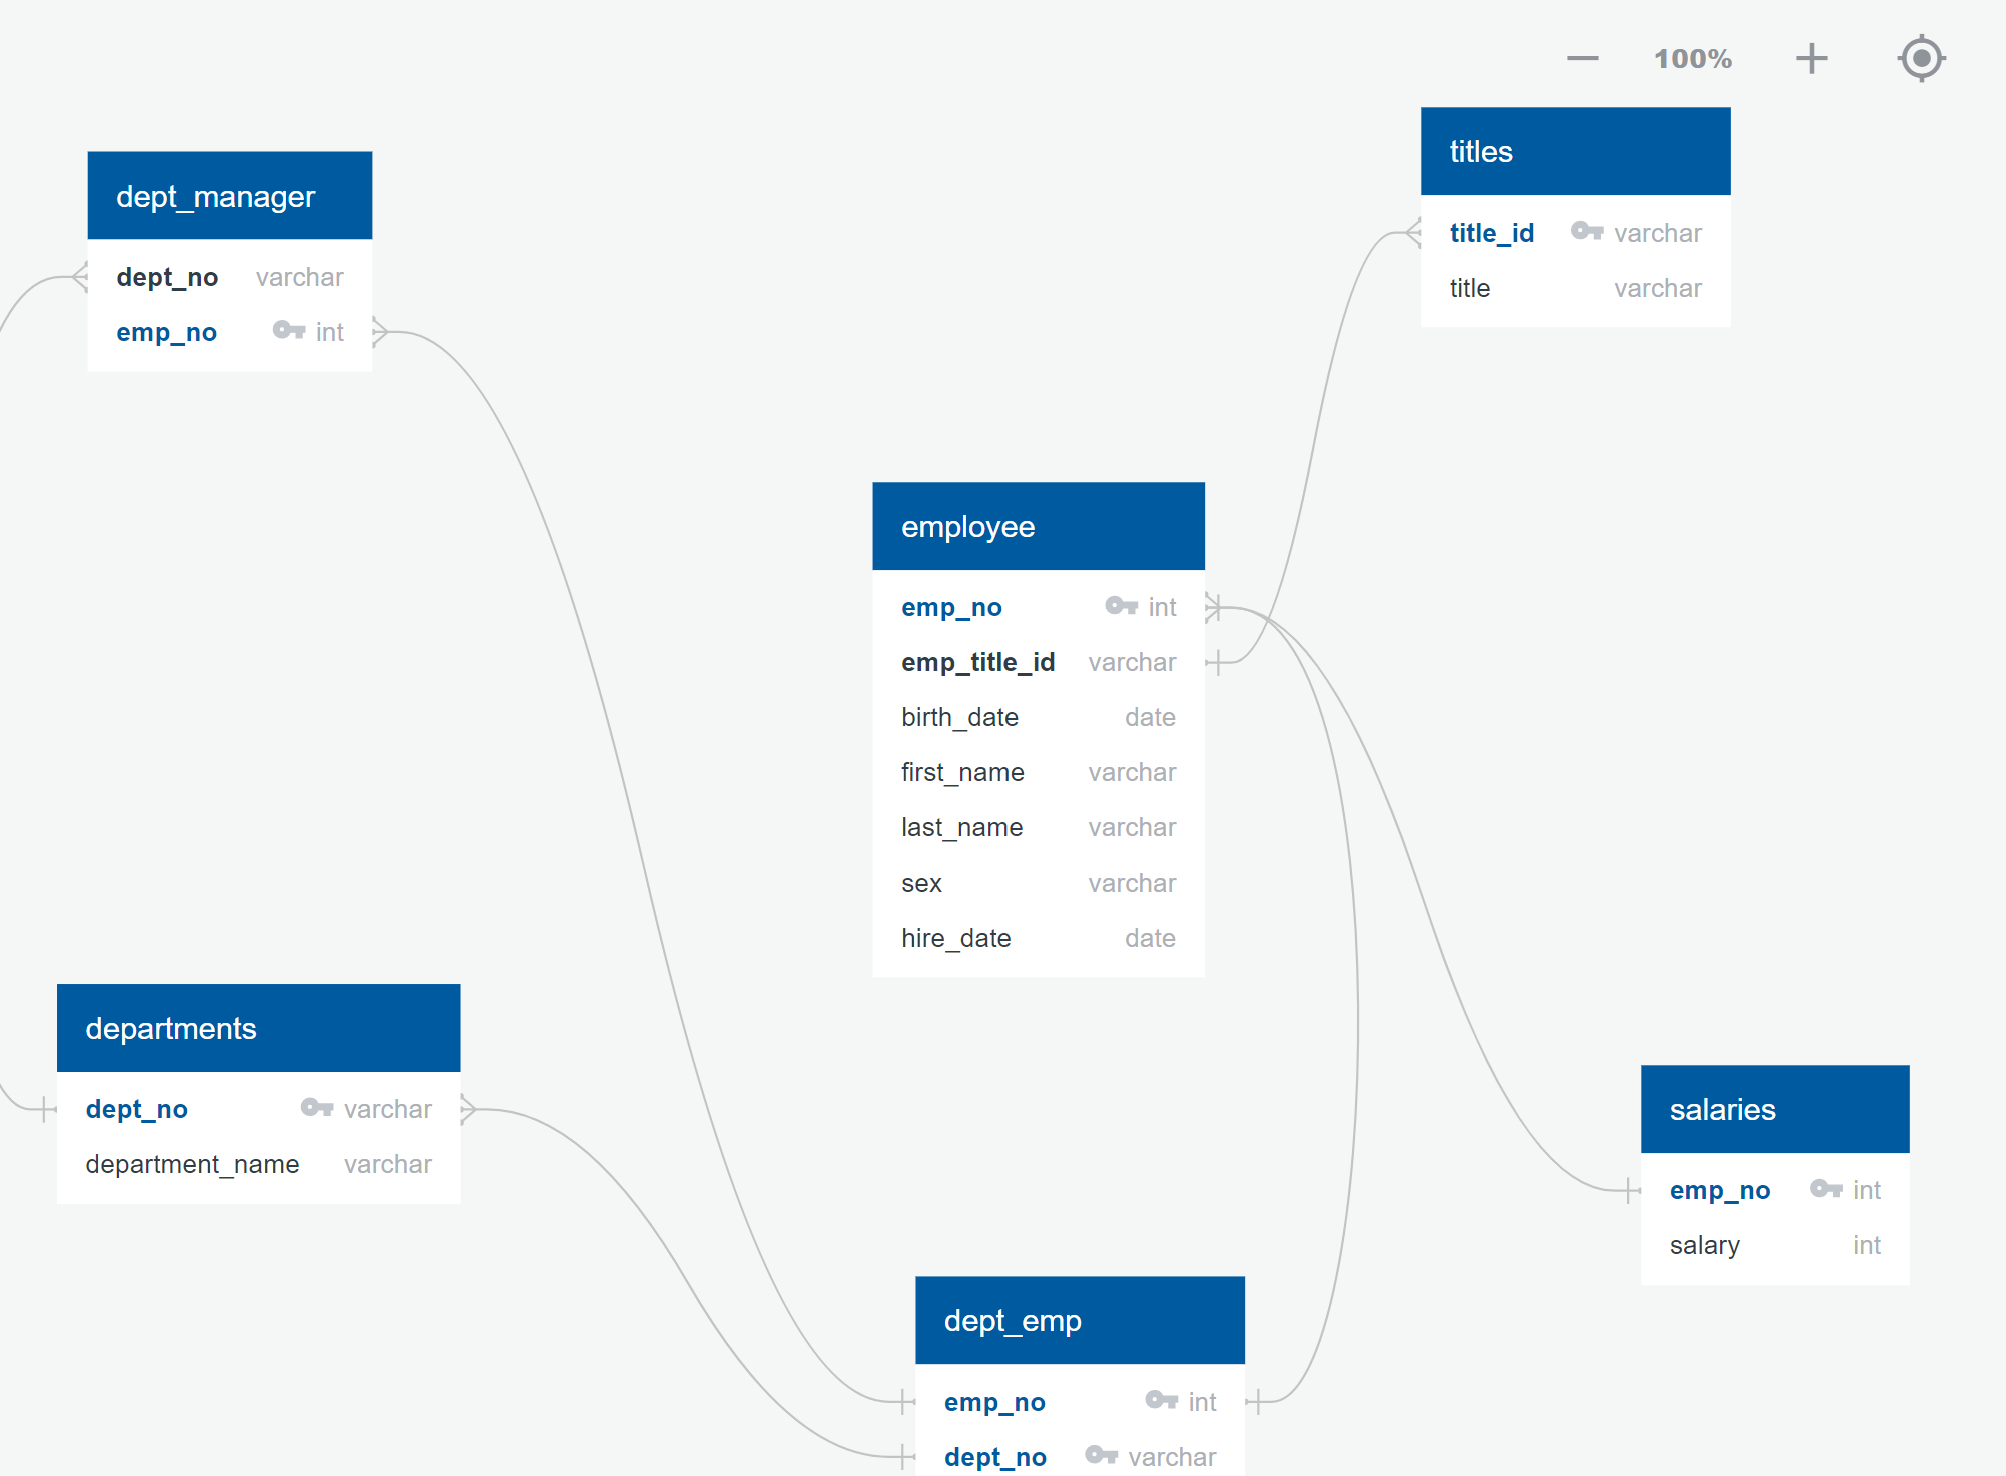 100%
titles
title_id varchar
title varchar
dept_manager
dept_no varchar
emp_no int
employee
emp_no int
emp_title_id varchar
birth_date date
first_name varchar
last_name varchar
sex varchar
hire_date date
departments
dept_no varchar
department_name varchar
salaries
emp_no int
salary int
dept_emp
emp_no int
dept_no varchar